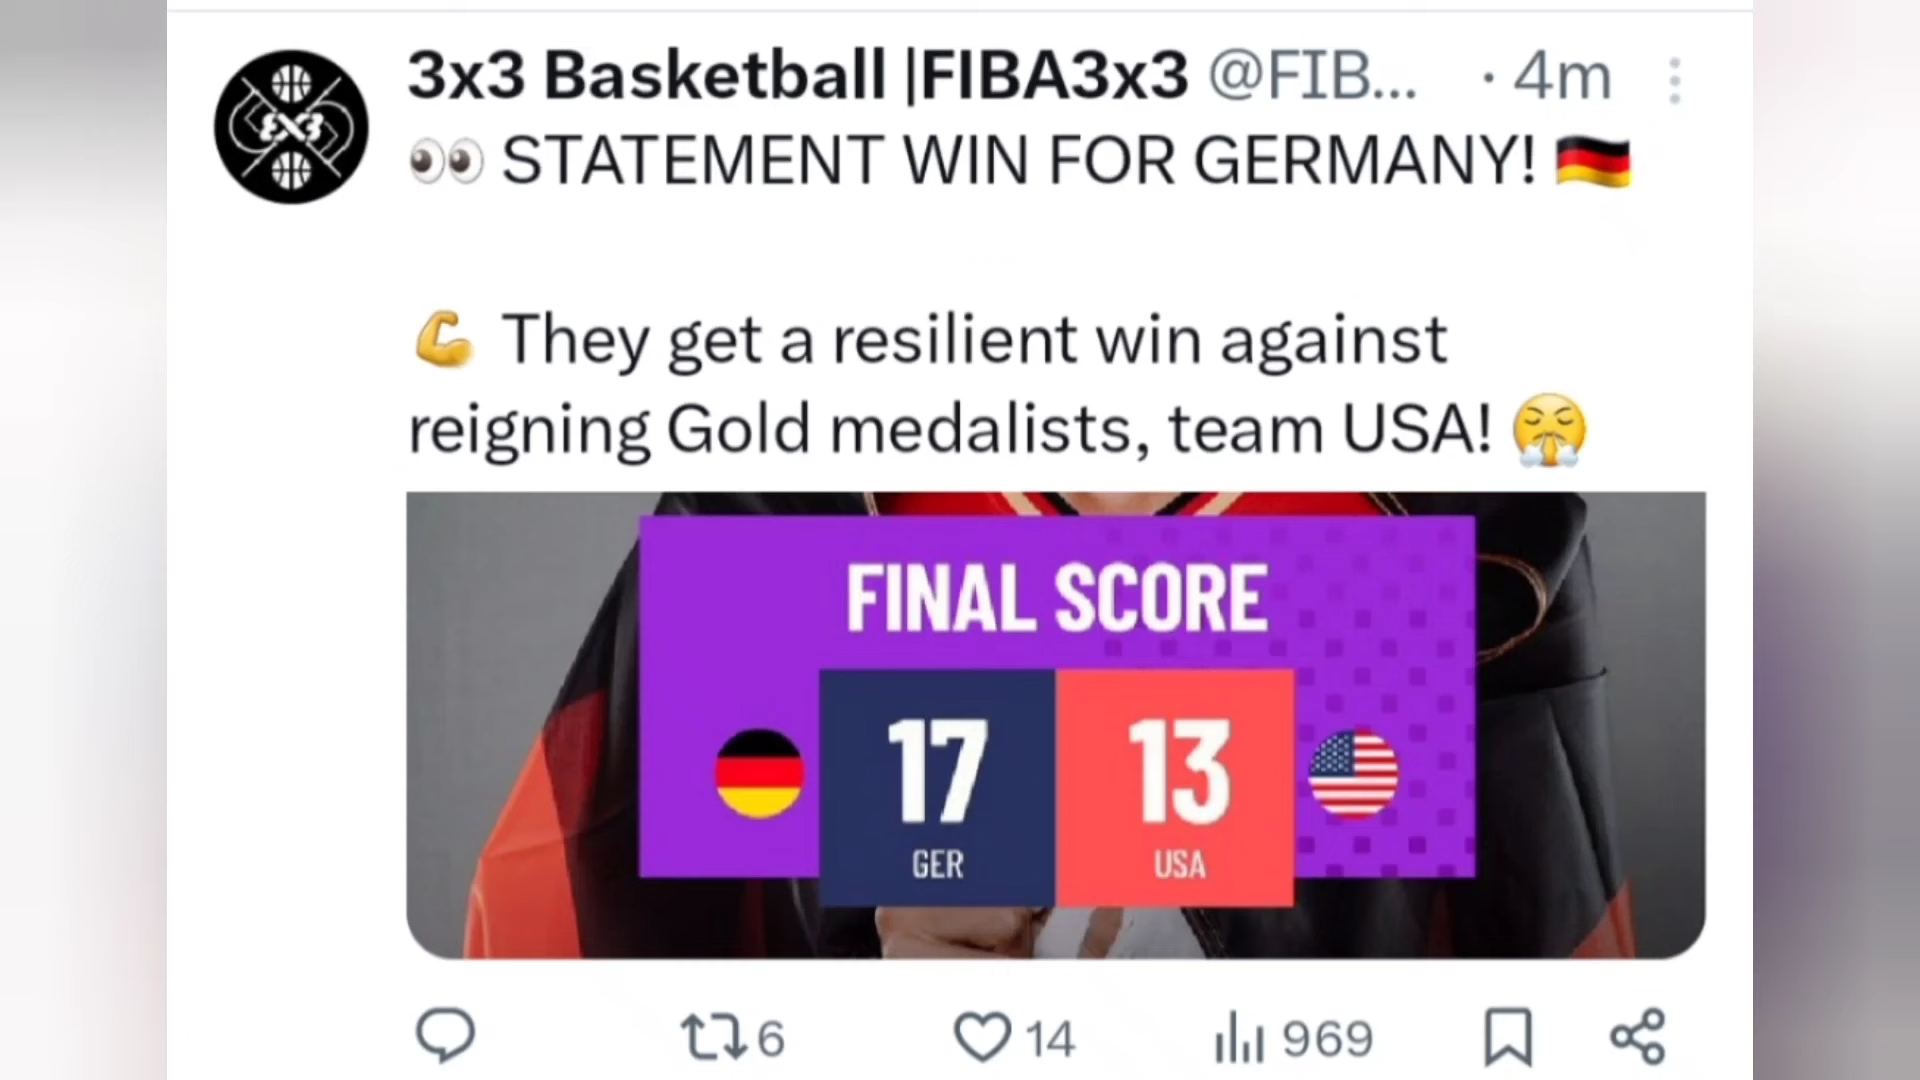 3x3 Basketball |FIBA3x3 @FIB... · 4m
3X3
👀 STATEMENT WIN FOR GERMANY! 🇩🇪
💪 They get a resilient win against
reigning Gold medalists, team USA! 😤
FINAL SCORE
17 13
GER USA
6 14 969